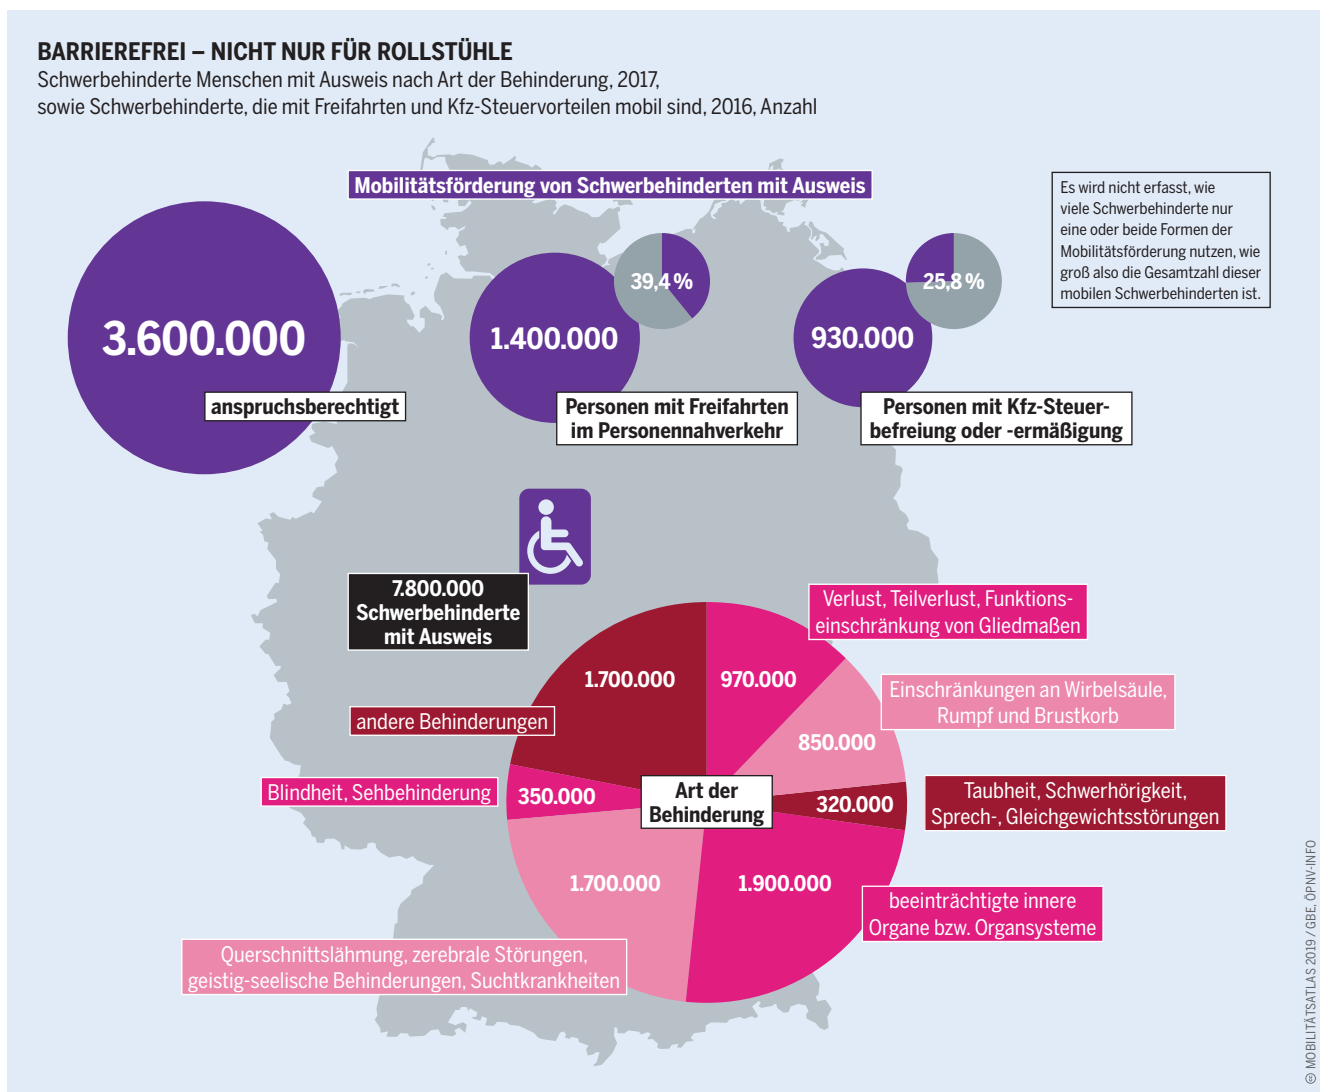 BARRIEREFREI – NICHT NUR FÜR ROLLSTÜHLE
Schwerbehinderte Menschen mit Ausweis nach Art der Behinderung, 2017,
sowie Schwerbehinderte, die mit Freifahrten und Kfz-Steuervorteilen mobil sind, 2016, Anzahl
Mobilitätsförderung von Schwerbehinderten mit Ausweis
Es wird nicht erfasst, wie
viele Schwerbehinderte nur
eine oder beide Formen der
Mobilitätsförderung nutzen, wie
groß also die Gesamtzahl dieser
mobilen Schwerbehinderten ist.
3.600.000
anspruchsberechtigt
39,4 %
1.400.000
Personen mit Freifahrten
im Personennahverkehr
25,8 %
930.000
Personen mit Kfz-Steuer-
befreiung oder -ermäßigung
7.800.000
Schwerbehinderte
mit Ausweis
Art der
Behinderung
970.000
Verlust, Teilverlust, Funktions-
einschränkung von Gliedmaßen
850.000
Einschränkungen an Wirbelsäule,
Rumpf und Brustkorb
320.000
Taubheit, Schwerhörigkeit,
Sprech-, Gleichgewichtsstörungen
1.900.000
beeinträchtigte innere
Organe bzw. Organsysteme
1.700.000
Querschnittslähmung, zerebrale Störungen,
geistig-seelische Behinderungen, Suchtkrankheiten
350.000
Blindheit, Sehbehinderung
1.700.000
andere Behinderungen
🅭 MOBILITÄTSATLAS 2019 / GBE, ÖPNV-INFO